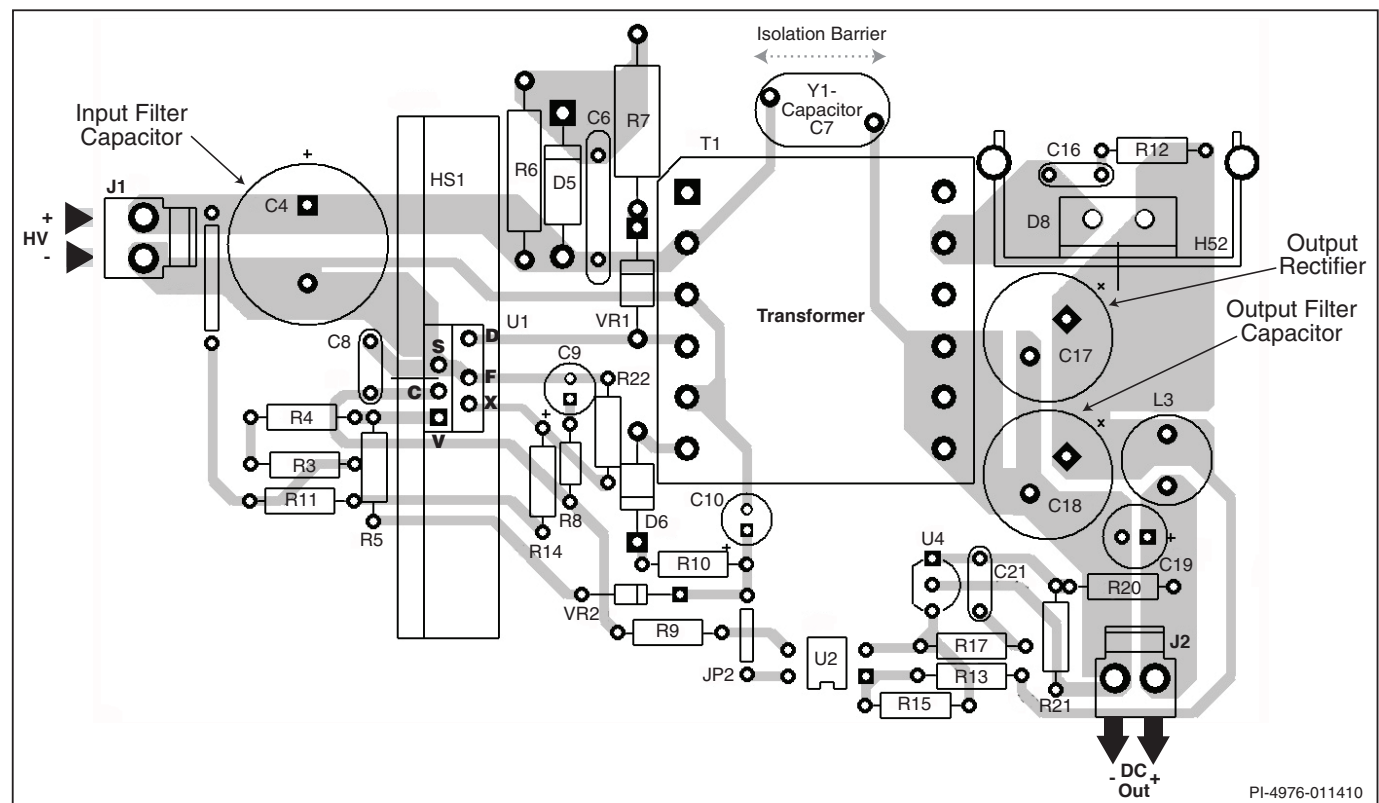 Isolation Barrier
Input Filter
Capacitor
+
J1
C4
+
HV
-
HS1
R6
D5
C6
R7
Y1-
Capacitor
C7
T1
C16
R12
D8
H52
Output
Rectifier
Output Filter
Capacitor
VR1
Transformer
U1
D
S
F
C
X
V
C8
C9
+
R22
C17
C18
L3
R4
R3
R11
R5
R14
R8
D6
C10
+
R10
VR2
R9
JP2
U2
U4
C21
C19
+
R20
R17
R13
R15
R21
J2
- DC +
Out
PI-4976-011410